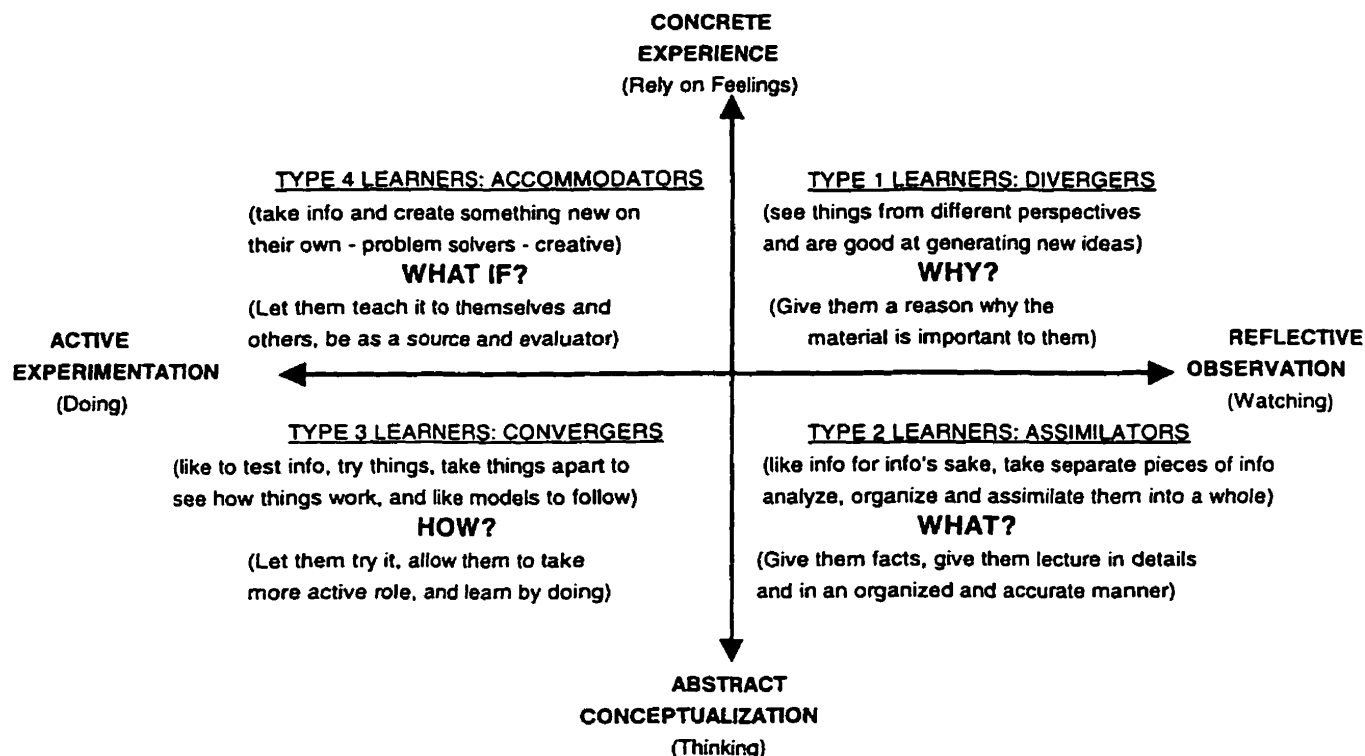 CONCRETE
EXPERIENCE
(Rely on Feelings)
TYPE 4 LEARNERS: ACCOMMODATORS
(take info and create something new on
their own - problem solvers - creative)
WHAT IF?
(Let them teach it to themselves and
others, be as a source and evaluator)
TYPE 1 LEARNERS: DIVERGERS
(see things from different perspectives
and are good at generating new ideas)
WHY?
(Give them a reason why the
material is important to them)
ACTIVE
EXPERIMENTATION
(Doing)
REFLECTIVE
OBSERVATION
(Watching)
TYPE 3 LEARNERS: CONVERGERS
(like to test info, try things, take things apart to
see how things work, and like models to follow)
HOW?
(Let them try it, allow them to take
more active role, and learn by doing)
TYPE 2 LEARNERS: ASSIMILATORS
(like info for info's sake, take separate pieces of info
analyze, organize and assimilate them into a whole)
WHAT?
(Give them facts, give them lecture in details
and in an organized and accurate manner)
ABSTRACT
CONCEPTUALIZATION
(Thinking)